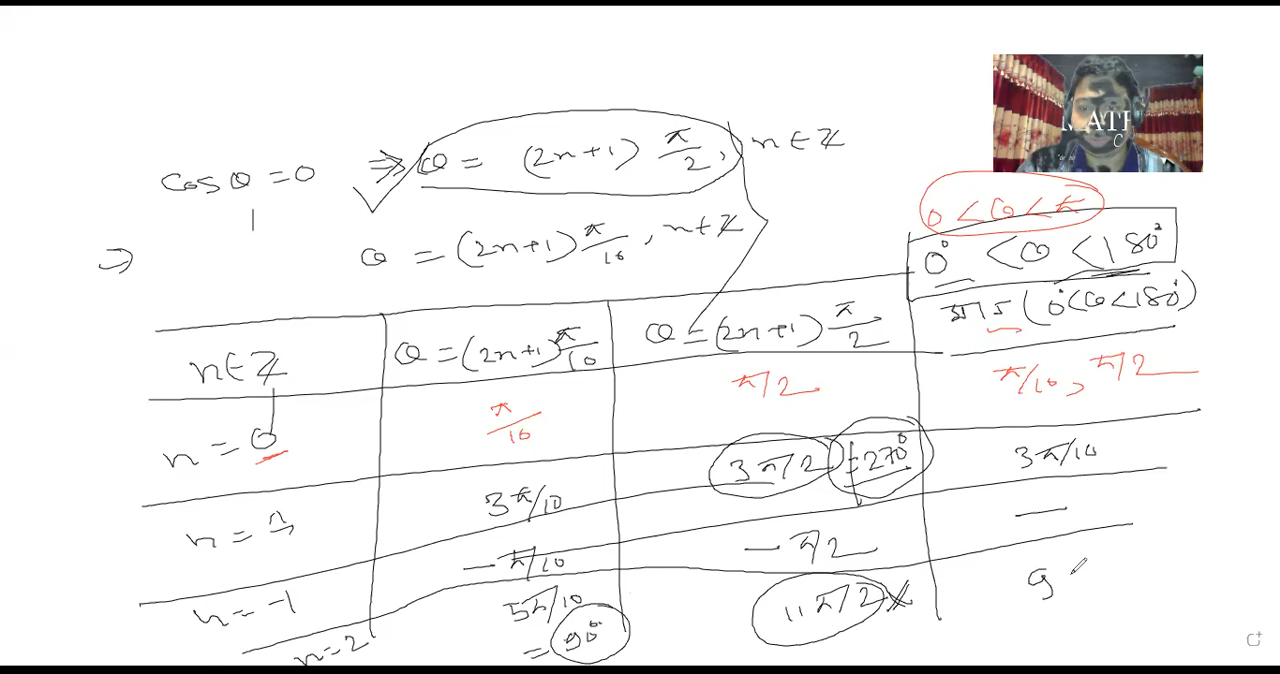 MATH
cos θ = 0 ⇒ θ = (2n+1) π/2, n ∈ ℤ
⇒ θ = (2n+1) π/10, n ∈ ℤ
0 < θ < π
0° < θ < 180°
n ∈ ℤ θ = (2n+1) π/10 θ = (2n+1) π/2 (0° < θ < 180°)
n = 0 π/10 π/2 π/10, π/2
n = 1 3π/10 3π/2 = 270° 3π/10
n = -1 -π/10 -π/2 —
n = 2 5π/10 = 90° 11π/2 × 9